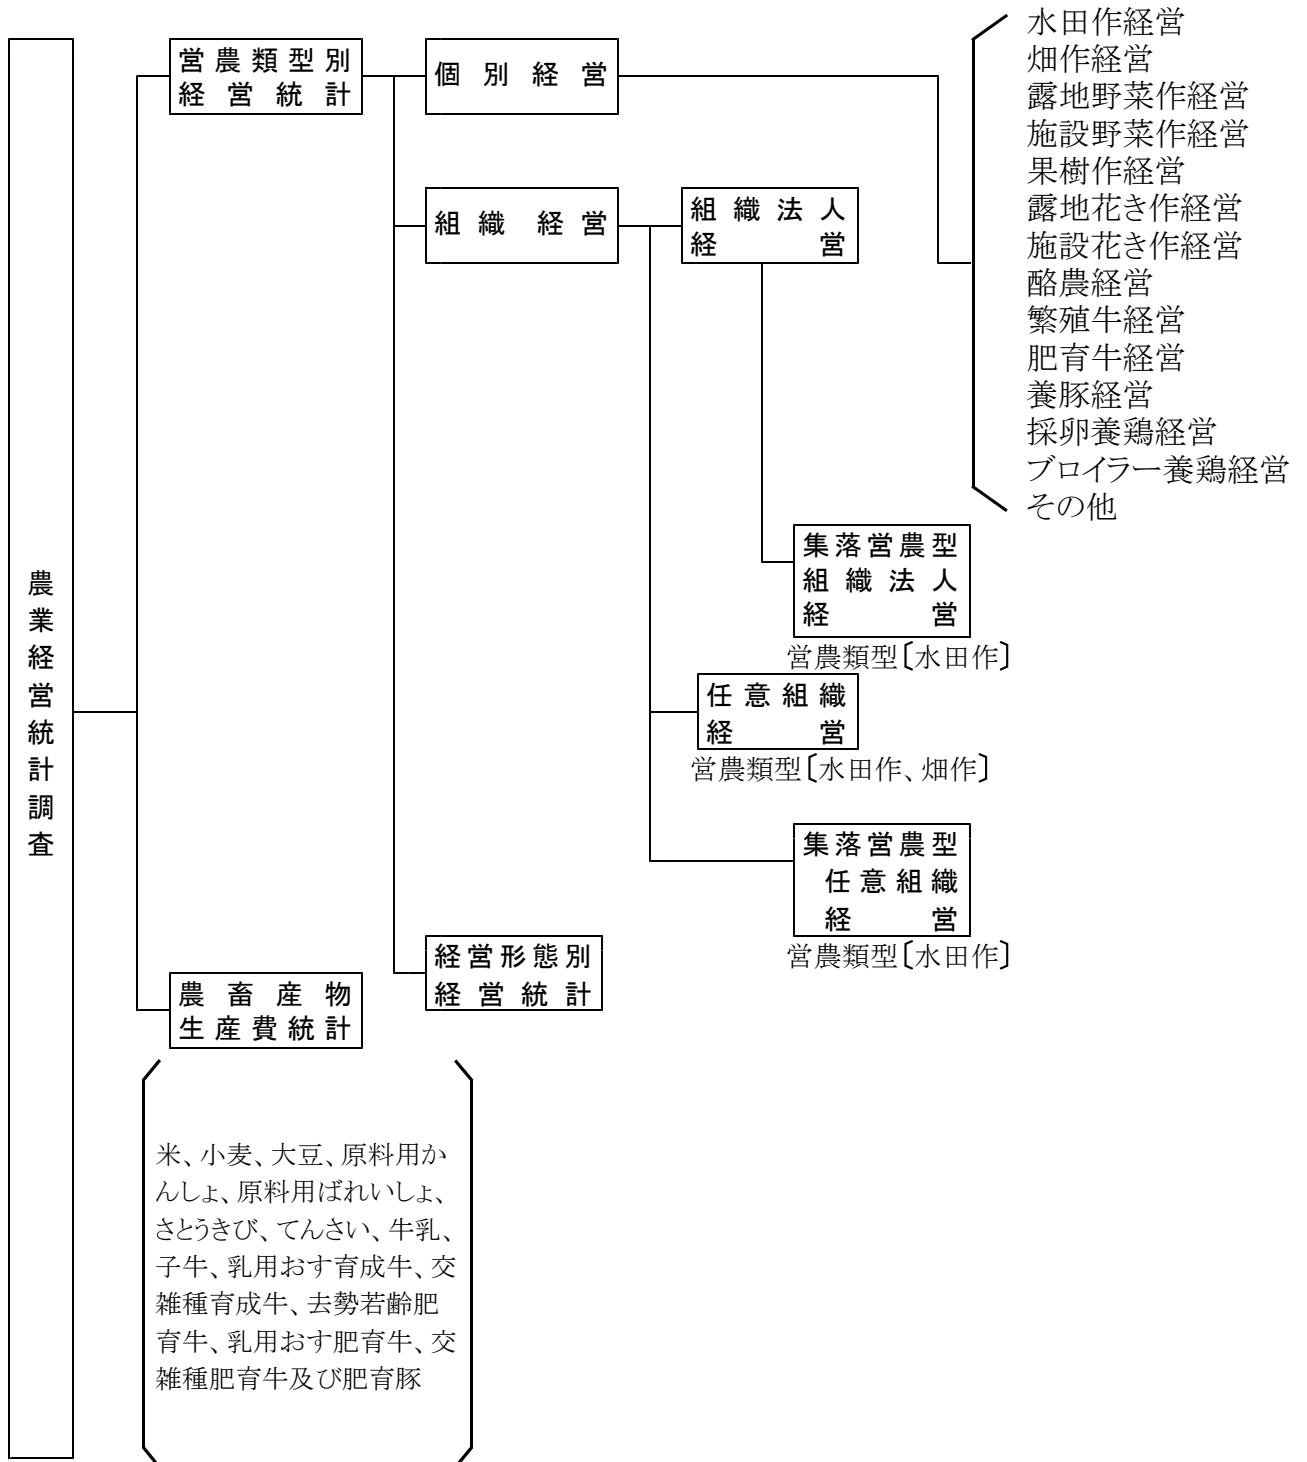 農業経営統計調査
営農類型別
経営統計
個別経営
水田作経営
畑作経営
露地野菜作経営
施設野菜作経営
果樹作経営
露地花き作経営
施設花き作経営
酪農経営
繁殖牛経営
肥育牛経営
養豚経営
採卵養鶏経営
ブロイラー養鶏経営
その他
組織経営
組織法人
経営
集落営農型
組織法人
経営
営農類型〔水田作〕
任意組織
経営
営農類型〔水田作、畑作〕
集落営農型
任意組織
経営
営農類型〔水田作〕
経営形態別
経営統計
農畜産物
生産費統計
米、小麦、大豆、原料用か
んしょ、原料用ばれいしょ、
さとうきび、てんさい、牛乳、
子牛、乳用おす育成牛、交
雑種育成牛、去勢若齢肥
育牛、乳用おす肥育牛、交
雑種肥育牛及び肥育豚